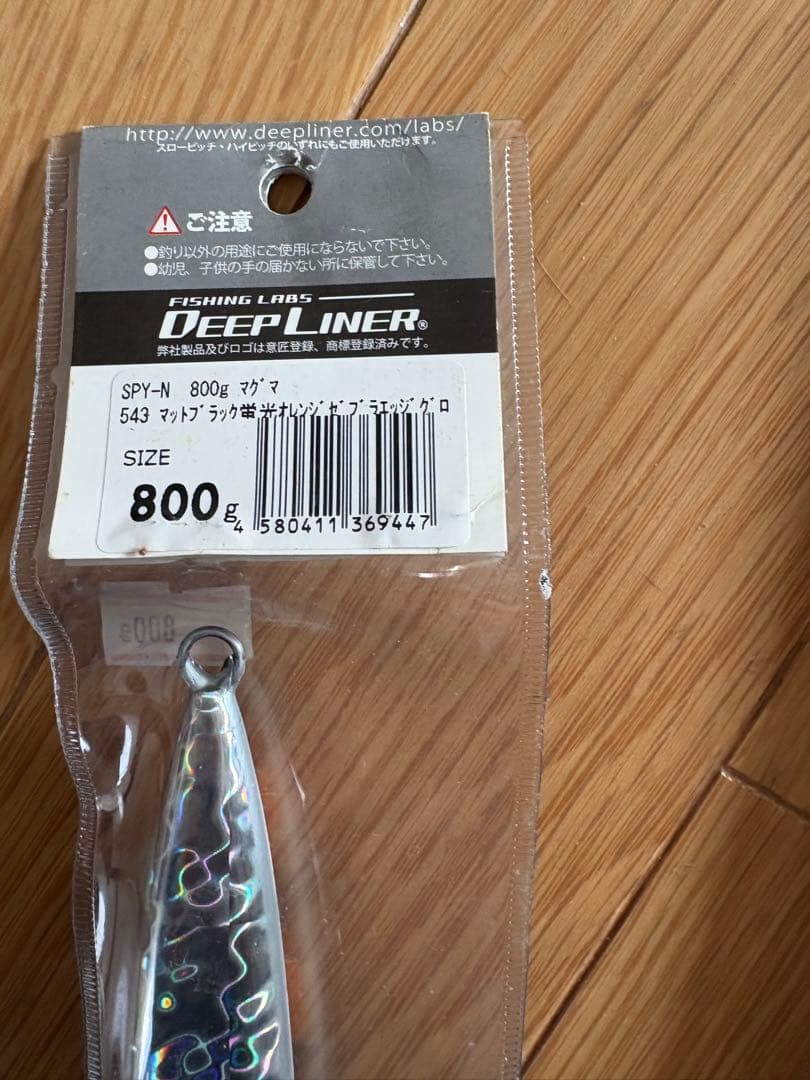 http://www.deepliner.com/labs/
スローピッチ・ハイピッチのいずれにもご使用いただけます。
ご注意
●釣り以外の用途にご使用にならないで下さい。
●幼児、子供の手の届かない所に保管して下さい。
FISHING LABS
DEEP LINER®
弊社製品及びロゴは意匠登録、商標登録済みです。
SPY-N 800g ﾏｸﾞﾏ
543 ﾏｯﾄﾌﾞﾗｯｸ蛍光ｵﾚﾝｼﾞｾﾞﾌﾞﾗｴｯｼﾞｸﾞﾛ
SIZE
800g
4 580411 369447
800g